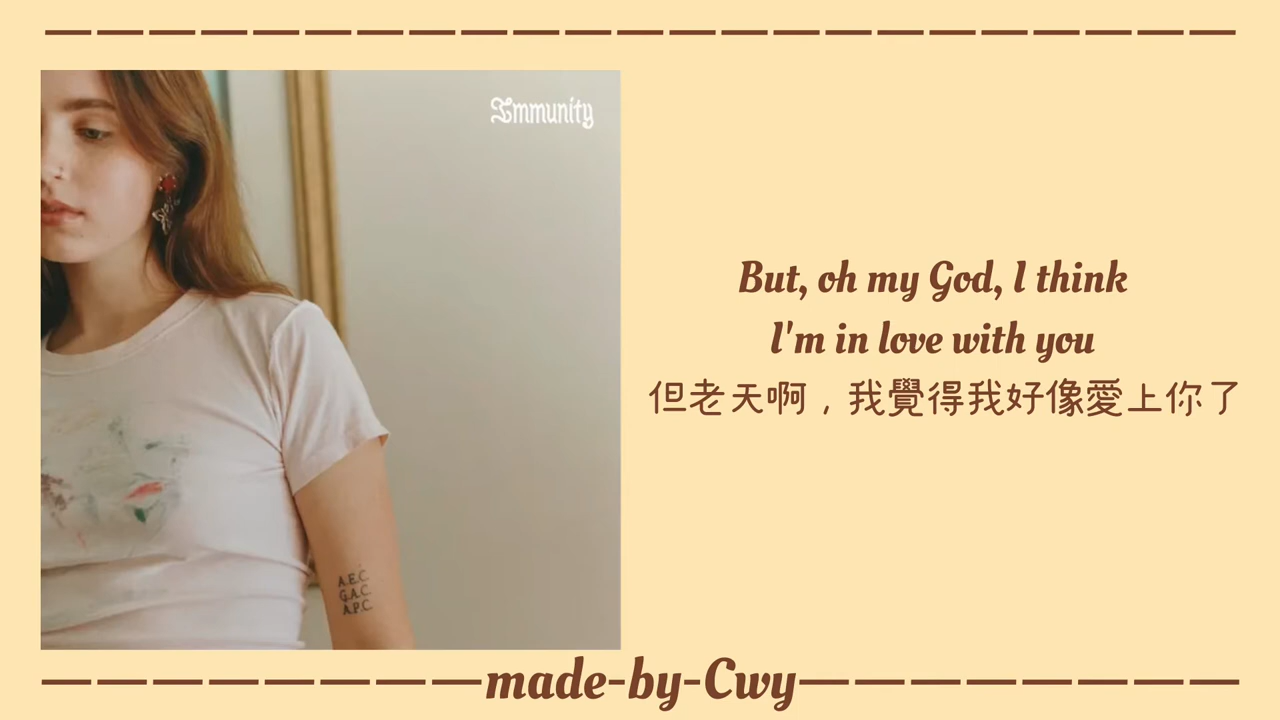 Immunity
But, oh my God, I think
I'm in love with you
但老天啊，我覺得我好像愛上你了
A.E.C.
G.A.C.
A.P.C.
made-by-Cwy